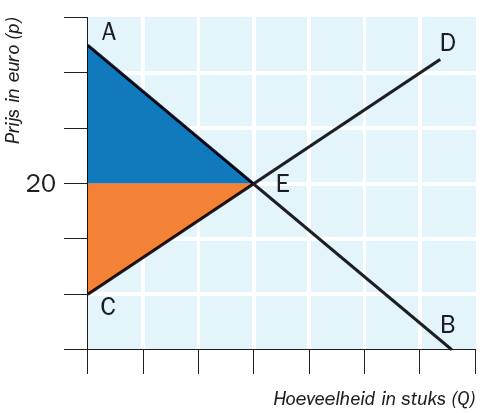 Prijs in euro (p)
A
D
20
E
C
B
Hoeveelheid in stuks (Q)